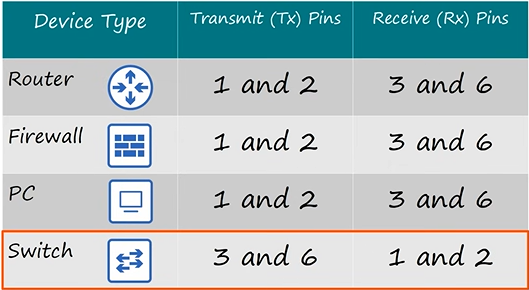 Device Type Transmit (Tx) Pins Receive (Rx) Pins
Router 1 and 2 3 and 6
Firewall 1 and 2 3 and 6
PC 1 and 2 3 and 6
Switch 3 and 6 1 and 2